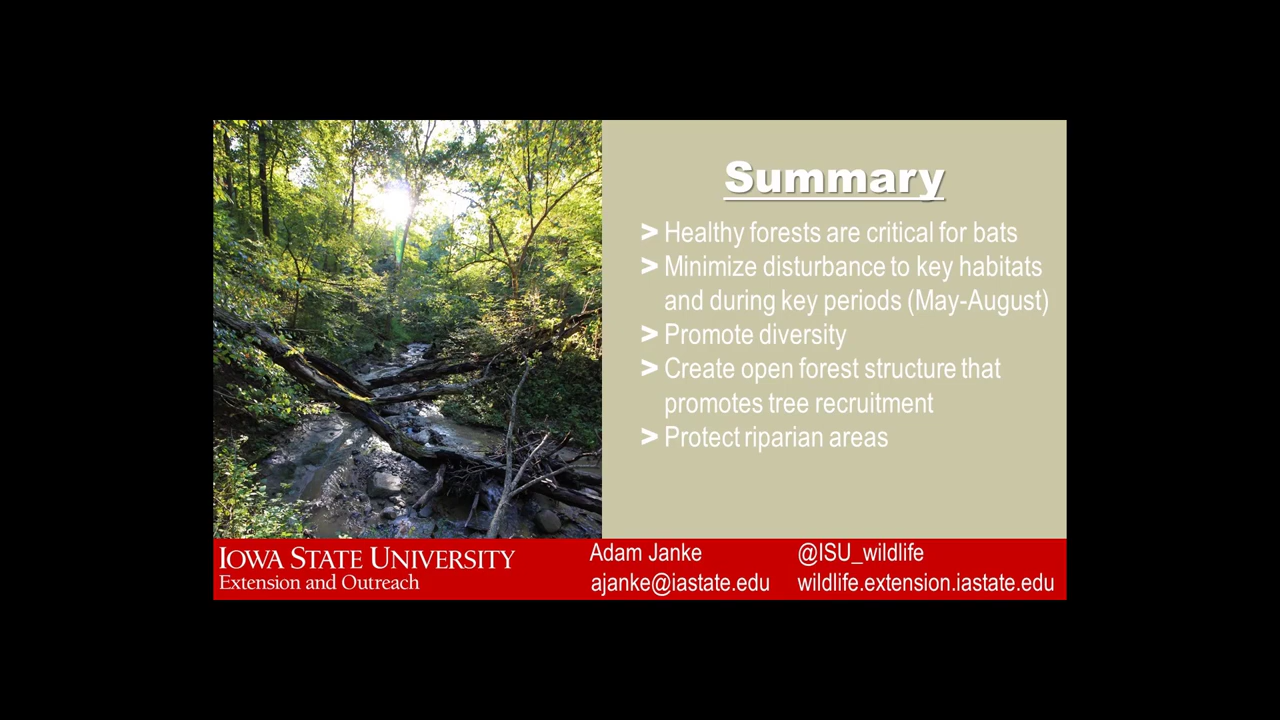 Summary
> Healthy forests are critical for bats
> Minimize disturbance to key habitats
and during key periods (May-August)
> Promote diversity
> Create open forest structure that
promotes tree recruitment
> Protect riparian areas
IOWA STATE UNIVERSITY
Extension and Outreach
Adam Janke
ajanke@iastate.edu
@ISU_wildlife
wildlife.extension.iastate.edu